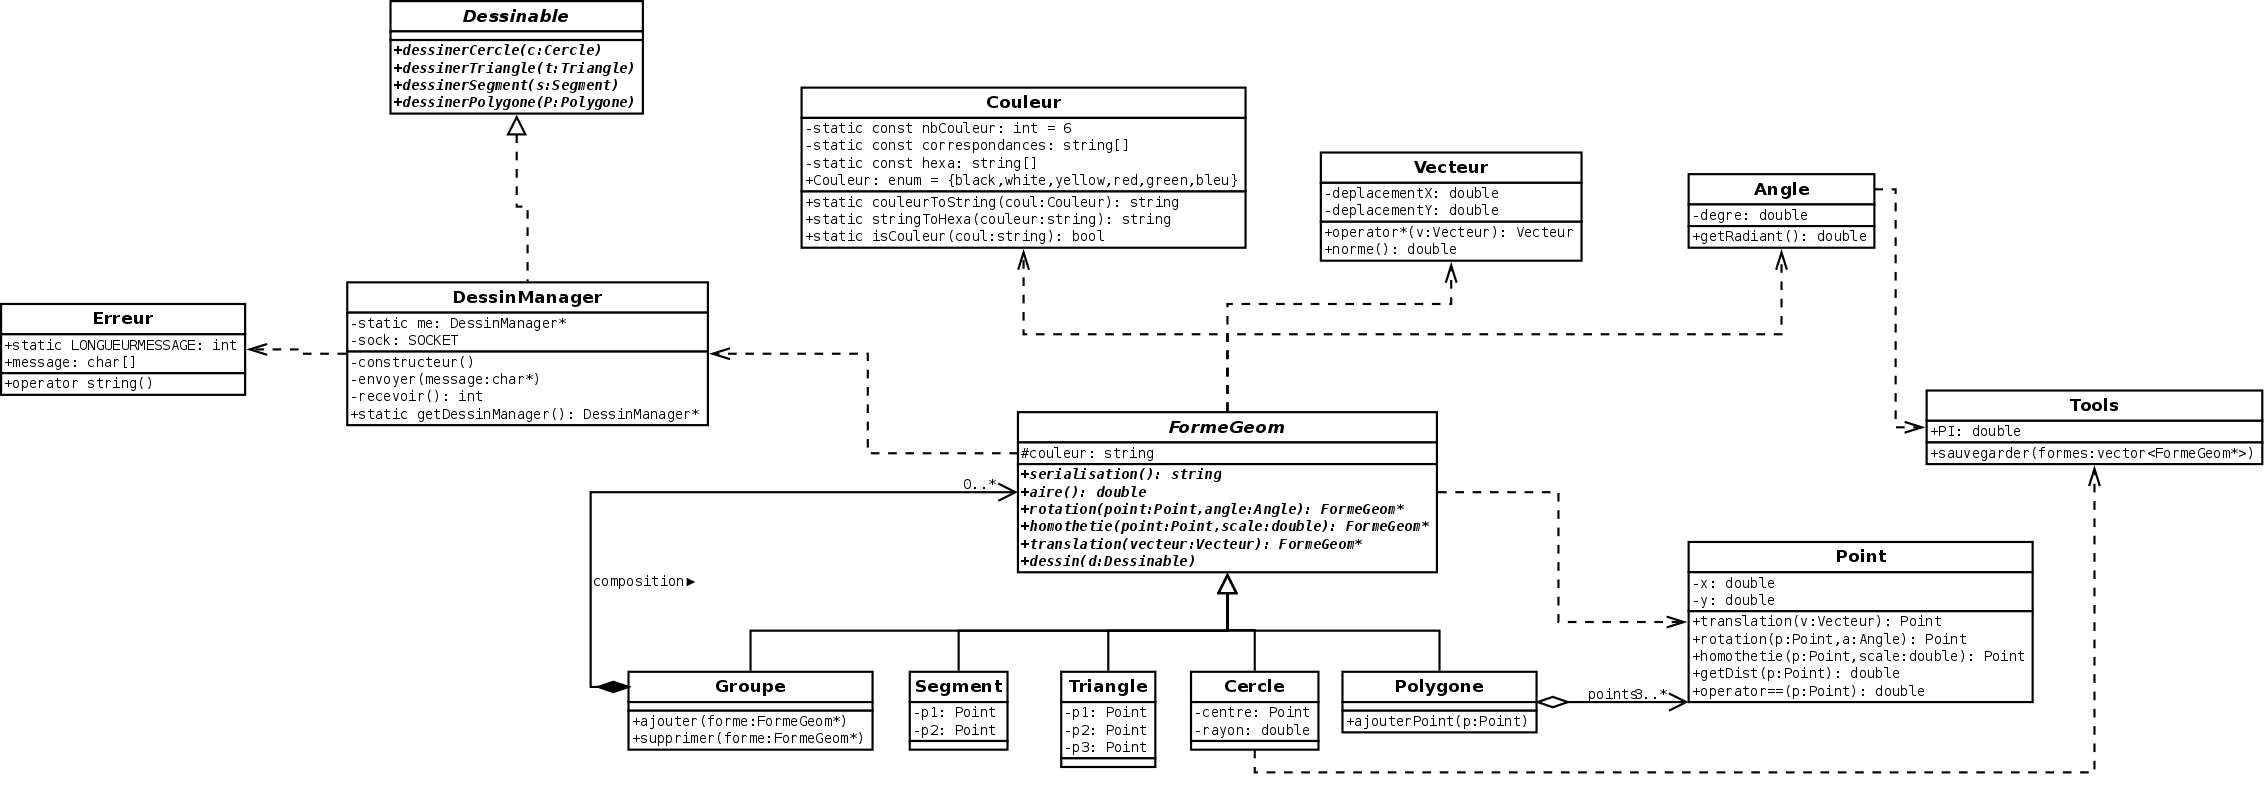 Dessinable
+dessinerCercle(c:Cercle)
+dessinerTriangle(t:Triangle)
+dessinerSegment(s:Segment)
+dessinerPolygone(P:Polygone)
Couleur
-static const nbCouleur: int = 6
-static const correspondances: string[]
-static const hexa: string[]
+Couleur: enum = {black,white,yellow,red,green,bleu}
+static couleurToString(coul:Couleur): string
+static stringToHexa(couleur:string): string
+static isCouleur(coul:string): bool
Vecteur
-deplacementX: double
-deplacementY: double
+operator*(v:Vecteur): Vecteur
+norme(): double
Angle
-degre: double
+getRadiant(): double
Erreur
+static LONGUEURMESSAGE: int
+message: char[]
+operator string()
DessinManager
-static me: DessinManager*
-sock: SOCKET
-constructeur()
-envoyer(message:char*)
-recevoir(): int
+static getDessinManager(): DessinManager*
Tools
+PI: double
+sauvegarder(formes:vector<FormeGeom*>)
FormeGeom
#couleur: string
+serialisation(): string
+aire(): double
+rotation(point:Point,angle:Angle): FormeGeom*
+homothetie(point:Point,scale:double): FormeGeom*
+translation(vecteur:Vecteur): FormeGeom*
+dessin(d:Dessinable)
0..*
composition►
Point
-x: double
-y: double
+translation(v:Vecteur): Point
+rotation(p:Point,a:Angle): Point
+homothetie(p:Point,scale:double): Point
+getDist(p:Point): double
+operator==(p:Point): double
Groupe
+ajouter(forme:FormeGeom*)
+supprimer(forme:FormeGeom*)
Segment
-p1: Point
-p2: Point
Triangle
-p1: Point
-p2: Point
-p3: Point
Cercle
-centre: Point
-rayon: double
Polygone
+ajouterPoint(p:Point)
points
3..*